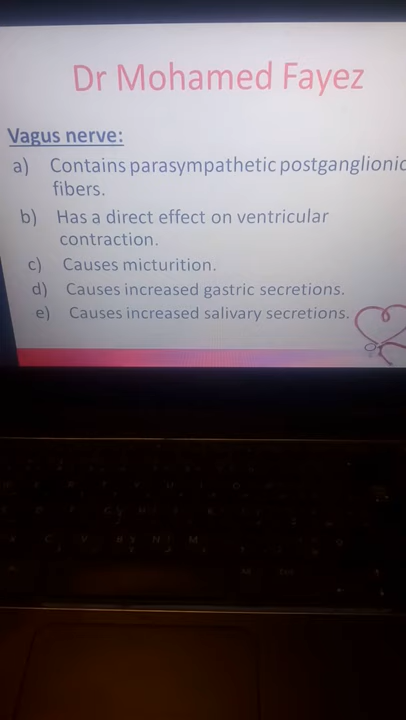 Dr Mohamed Fayez
Vagus nerve:
a) Contains parasympathetic postganglionic
fibers.
b) Has a direct effect on ventricular
contraction.
c) Causes micturition.
d) Causes increased gastric secretions.
e) Causes increased salivary secretions.